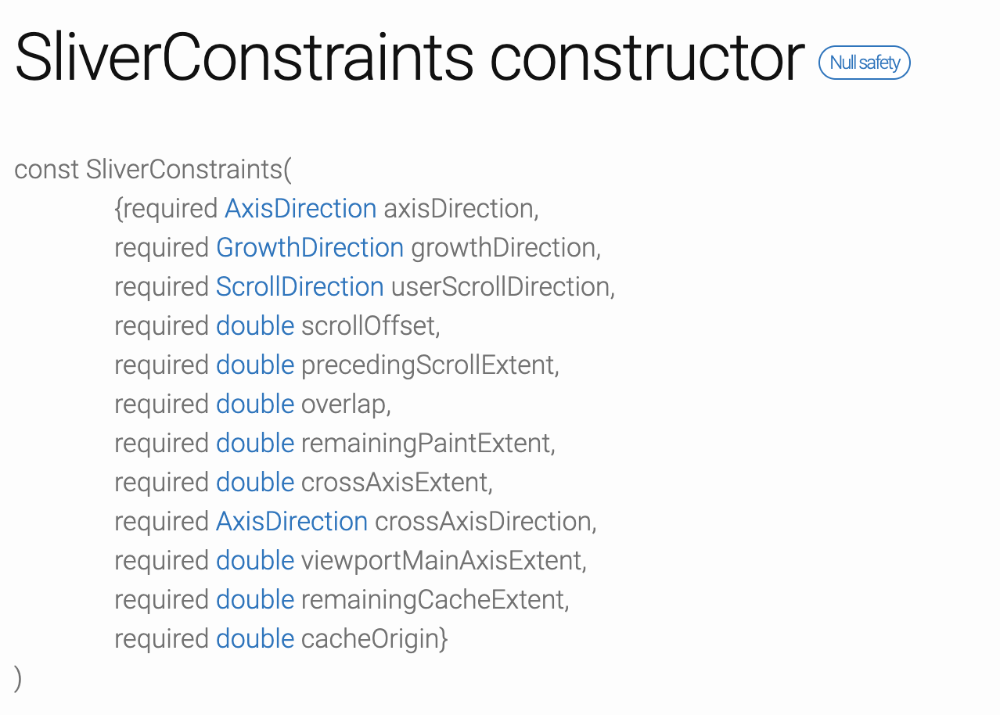 SliverConstraints constructor Null safety
const SliverConstraints(
{required AxisDirection axisDirection,
required GrowthDirection growthDirection,
required ScrollDirection userScrollDirection,
required double scrollOffset,
required double precedingScrollExtent,
required double overlap,
required double remainingPaintExtent,
required double crossAxisExtent,
required AxisDirection crossAxisDirection,
required double viewportMainAxisExtent,
required double remainingCacheExtent,
required double cacheOrigin}
)